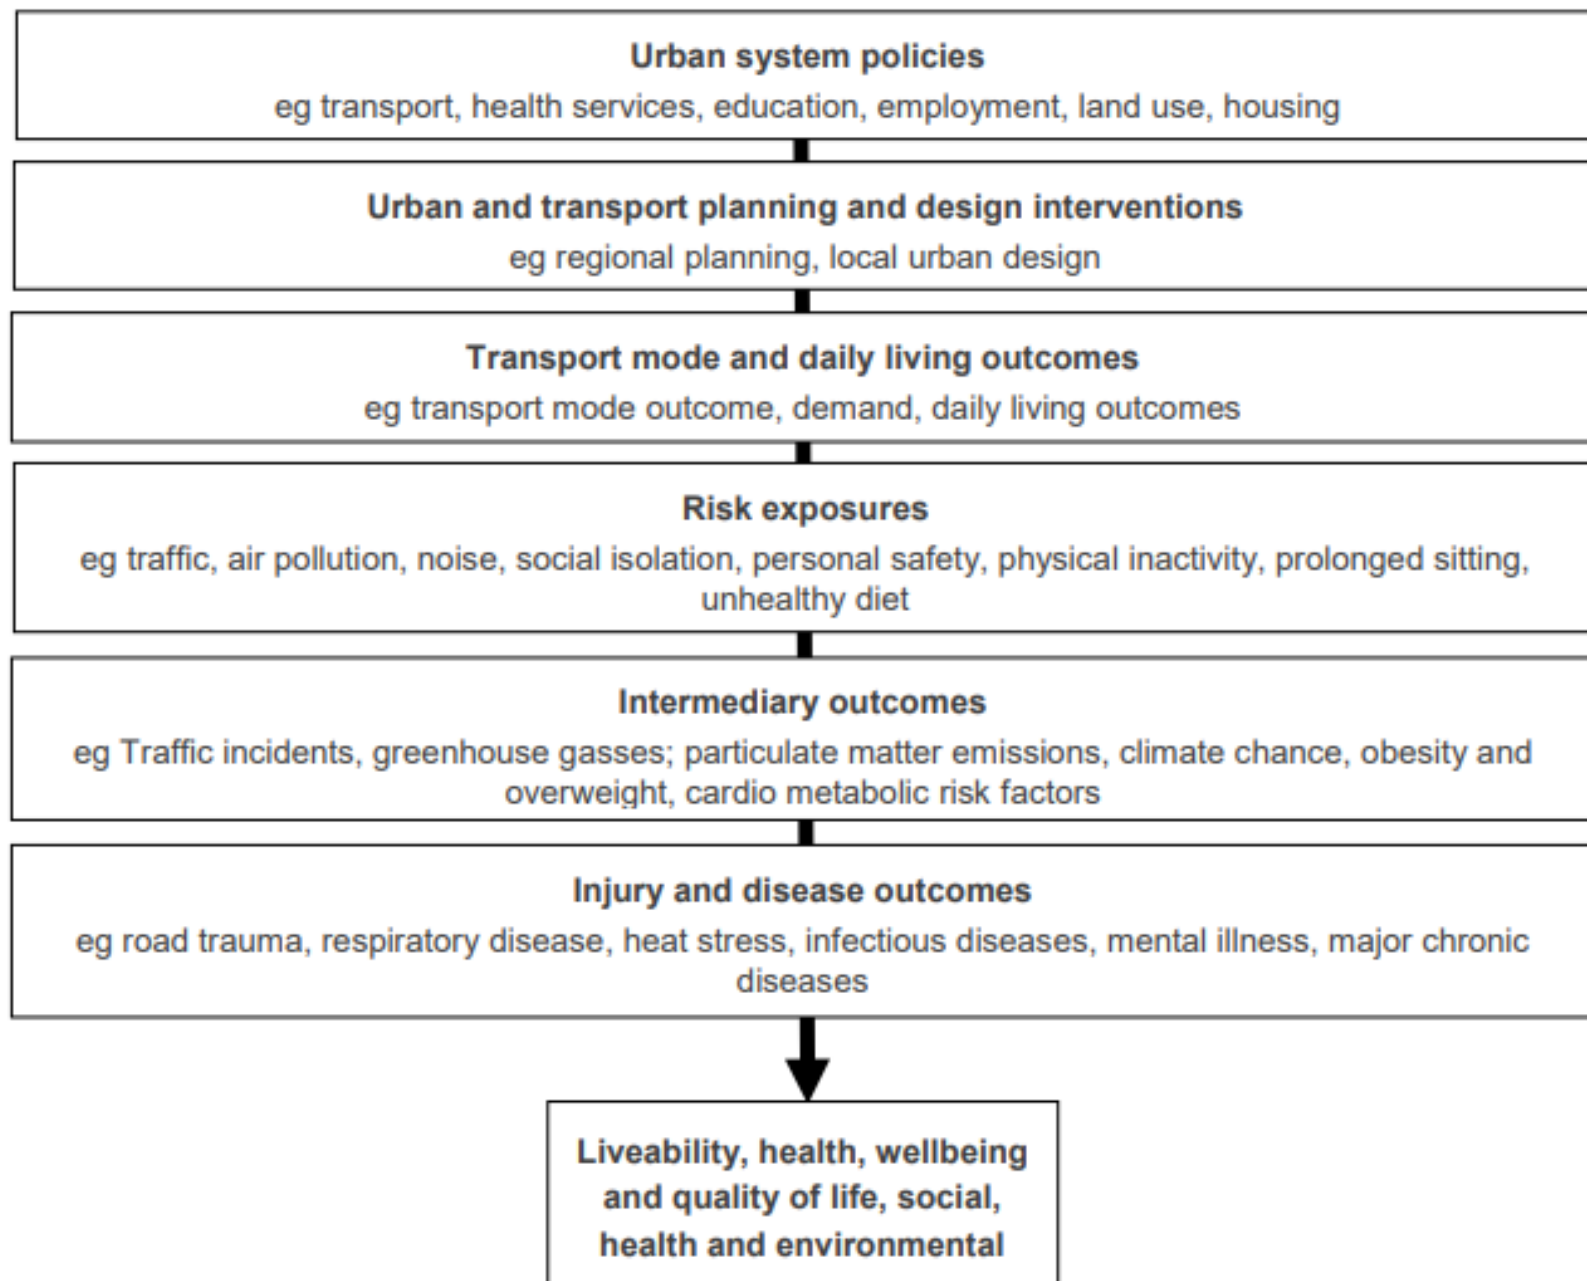 Urban system policies
eg transport, health services, education, employment, land use, housing
Urban and transport planning and design interventions
eg regional planning, local urban design
Transport mode and daily living outcomes
eg transport mode outcome, demand, daily living outcomes
Risk exposures
eg traffic, air pollution, noise, social isolation, personal safety, physical inactivity, prolonged sitting,
unhealthy diet
Intermediary outcomes
eg Traffic incidents, greenhouse gasses; particulate matter emissions, climate chance, obesity and
overweight, cardio metabolic risk factors
Injury and disease outcomes
eg road trauma, respiratory disease, heat stress, infectious diseases, mental illness, major chronic
diseases
Liveability, health, wellbeing
and quality of life, social,
health and environmental